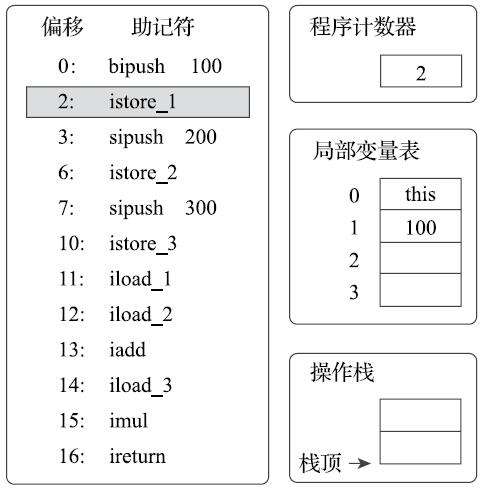 偏移 助记符
0: bipush 100
2: istore_1
3: sipush 200
6: istore_2
7: sipush 300
10: istore_3
11: iload_1
12: iload_2
13: iadd
14: iload_3
15: imul
16: ireturn
程序计数器
2
局部变量表
0 this
1 100
2
3
操作栈
栈顶